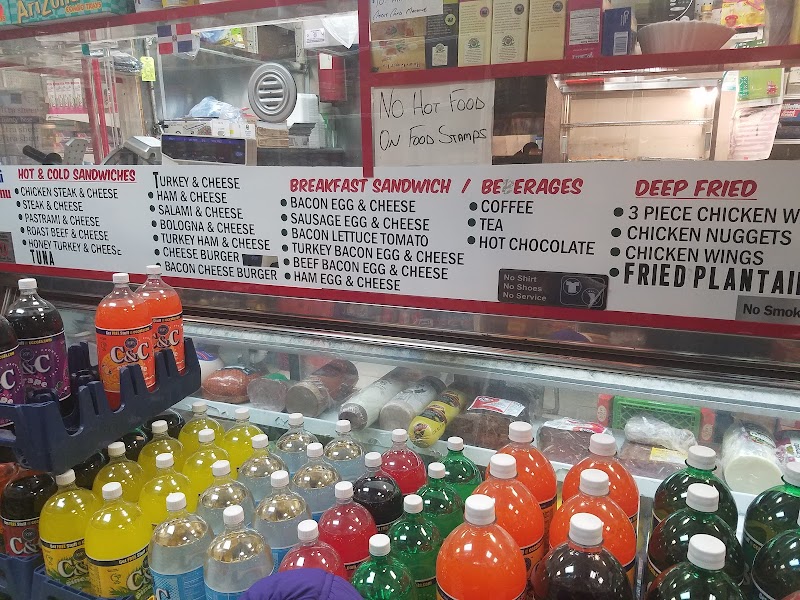 AriZona
No Hot Food
On Food Stamps
HOT & COLD SANDWICHES
CHICKEN STEAK & CHEESE
STEAK & CHEESE
PASTRAMI & CHEESE
ROAST BEEF & CHEESE
HONEY TURKEY & CHEESE
TUNA
TURKEY & CHEESE
HAM & CHEESE
SALAMI & CHEESE
BOLOGNA & CHEESE
TURKEY HAM & CHEESE
CHEESE BURGER
BACON CHEESE BURGER
BREAKFAST SANDWICH / BEBERAGES
BACON EGG & CHEESE
SAUSAGE EGG & CHEESE
BACON LETTUCE TOMATO
TURKEY BACON EGG & CHEESE
BEEF BACON EGG & CHEESE
HAM EGG & CHEESE
COFFEE
TEA
HOT CHOCOLATE
No Shirt
No Shoes
No Service
DEEP FRIED
3 PIECE CHICKEN W
CHICKEN NUGGETS
CHICKEN WINGS
FRIED PLANTAI
No Smok
C&C
C&C
C&C
C&C